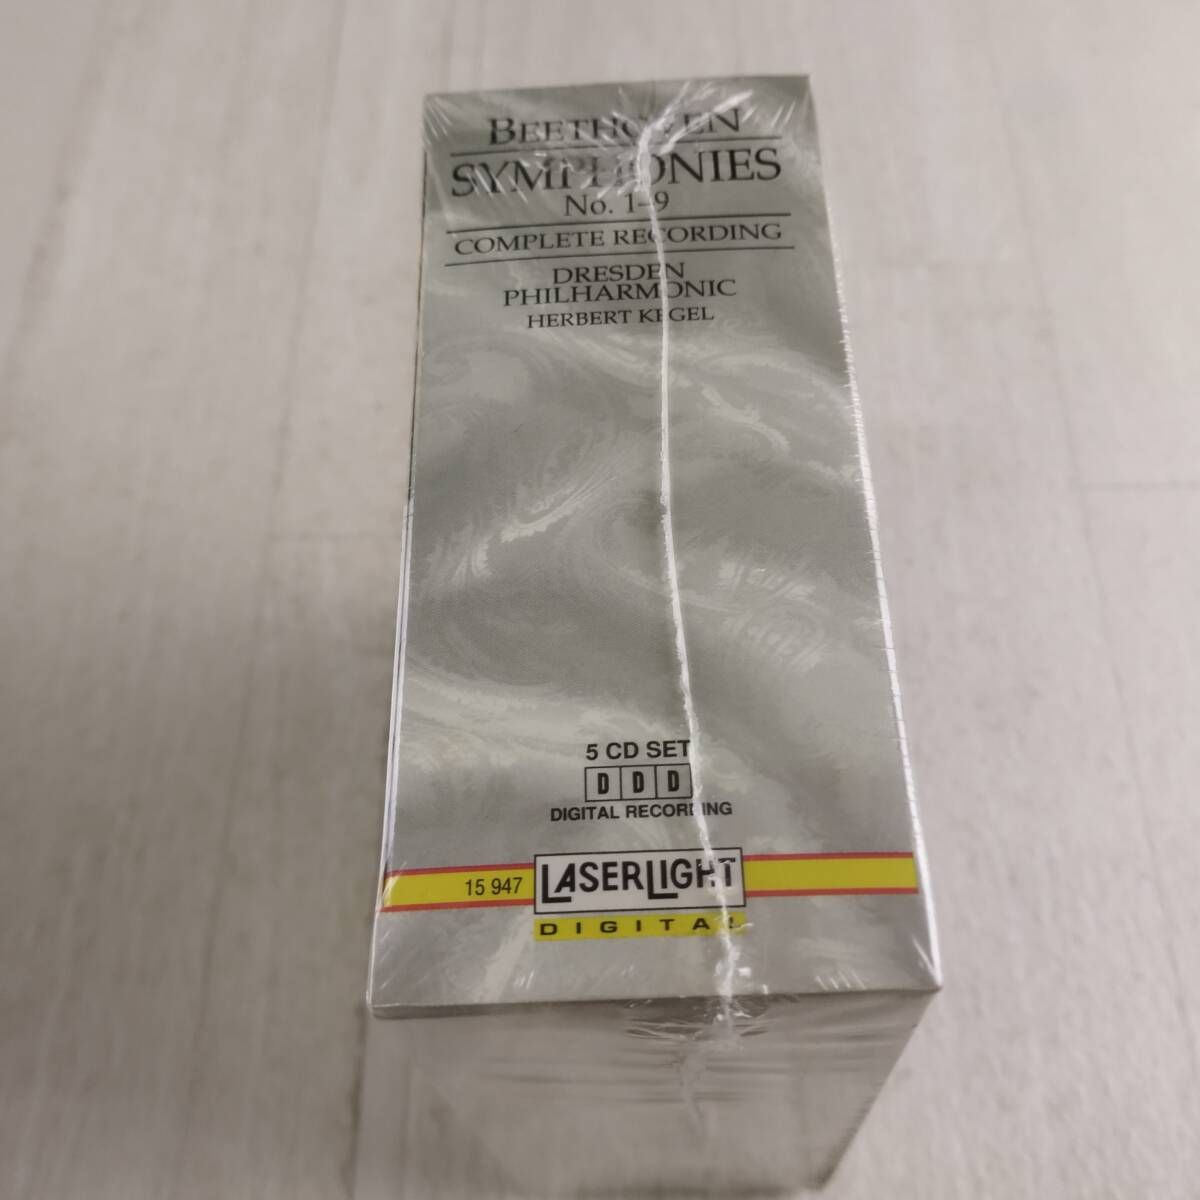 BEETHOVEN
SYMPHONIES
No. 1-9
COMPLETE RECORDING
DRESDEN
PHILHARMONIC
HERBERT KEGEL
5 CD SET
D D D
DIGITAL RECORDING
15 947
LASERLIGHT
DIGITAL